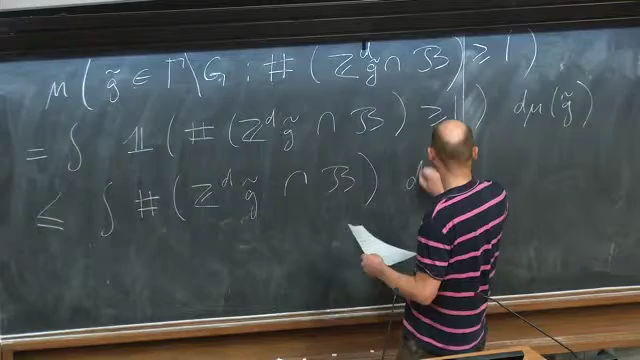 μ ( g̃ ∈ Γ\G : # ( ℤ^d g̃ ∩ B ) ≥ 1 )
= ∫ 𝟙 ( # ( ℤ^d g̃ ∩ B ) ≥ 1 ) dμ(g̃)
≤ ∫ # ( ℤ^d g̃ ∩ B ) d